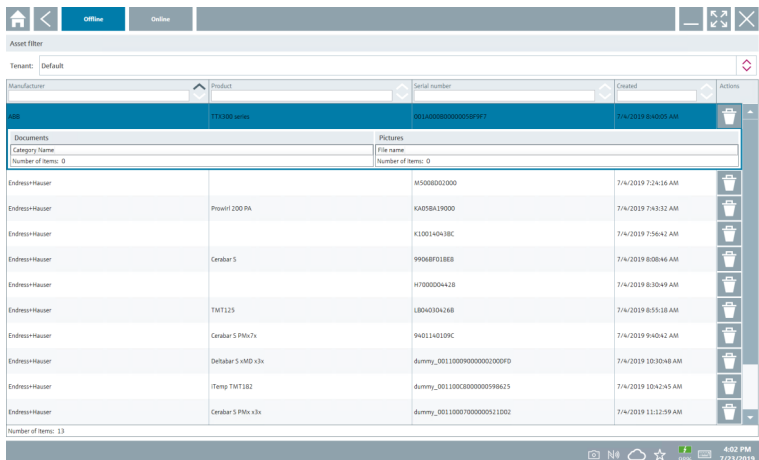 Offline Online
Asset filter
Tenant: Default
Manufacturer Product Serial number Created Actions
ABB TTX300 series 7/4/2019 6:40:05 AM
Documents Pictures
Category Name File name
Number of Items: 0 Number of Items: 0
Endress+Hauser M5008D02000 7/4/2019 7:24:16 AM
Endress+Hauser Prowirl 200 PA KA05BA19000 7/4/2019 7:43:32 AM
Endress+Hauser K100140438C 7/4/2019 7:56:42 AM
Endress+Hauser Cerabar S 9906BF01BE8 7/4/2019 8:08:46 AM
Endress+Hauser H7000D04428 7/4/2019 8:30:49 AM
Endress+Hauser TMT125 LB04030426B 7/4/2019 8:55:18 AM
Endress+Hauser Cerabar S PMx7x 9401140109C 7/4/2019 9:40:42 AM
Endress+Hauser Deltabar S xMD x3x dummy_00110009000000200DFD 7/4/2019 10:30:48 AM
Endress+Hauser iTemp TMT182 dummy_001100C8000000598625 7/4/2019 10:42:45 AM
Endress+Hauser Cerabar S PMx x3x dummy_00110007000000521D02 7/4/2019 11:12:59 AM
Number of Items: 13
4:02 PM
7/23/2019